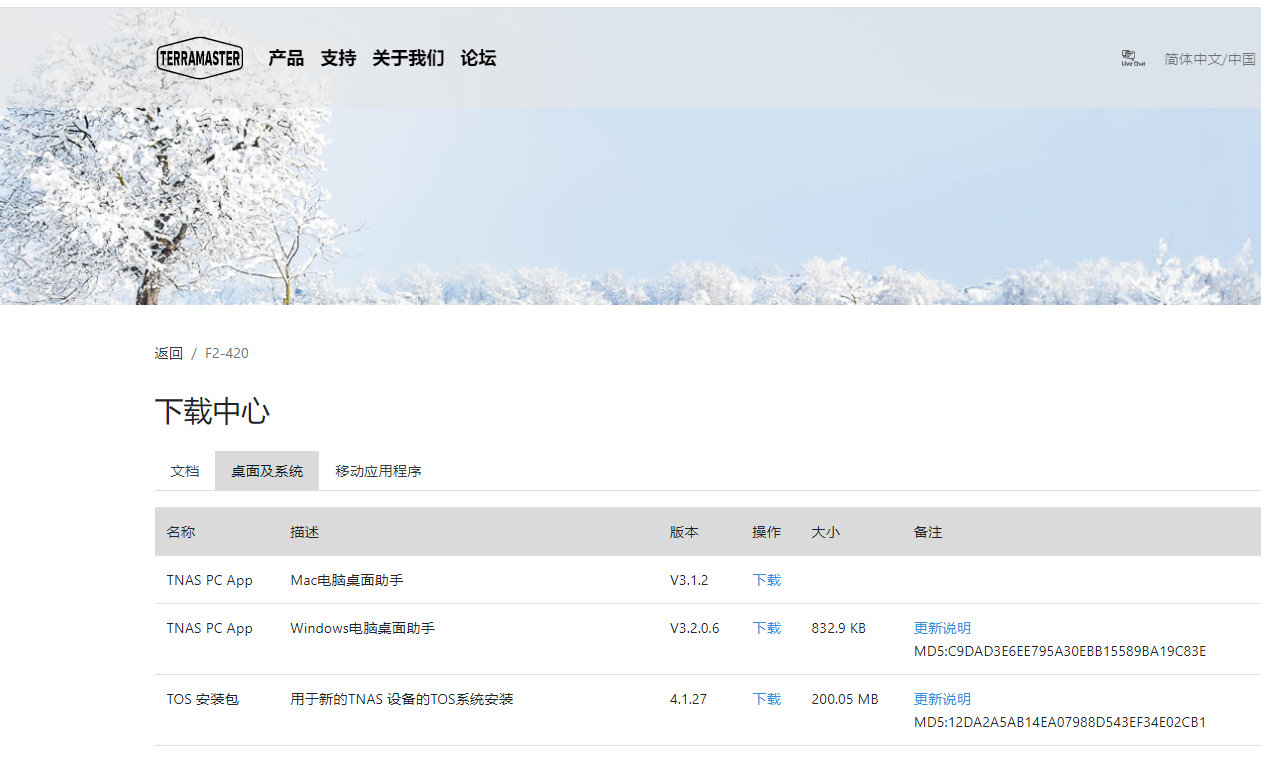 TERRAMASTER 产品 支持 关于我们 论坛 Live Chat 简体中文/中国
返回 / F2-420
下载中心
文档 桌面及系统 移动应用程序
名称 描述 版本 操作 大小 备注
TNAS PC App Mac电脑桌面助手 V3.1.2 下载
TNAS PC App Windows电脑桌面助手 V3.2.0.6 下载 832.9 KB 更新说明
MD5:C9DAD3E6EE795A30EBB15589BA19C83E
TOS 安装包 用于新的TNAS 设备的TOS系统安装 4.1.27 下载 200.05 MB 更新说明
MD5:12DA2A5AB14EA07988D543EF34E02CB1